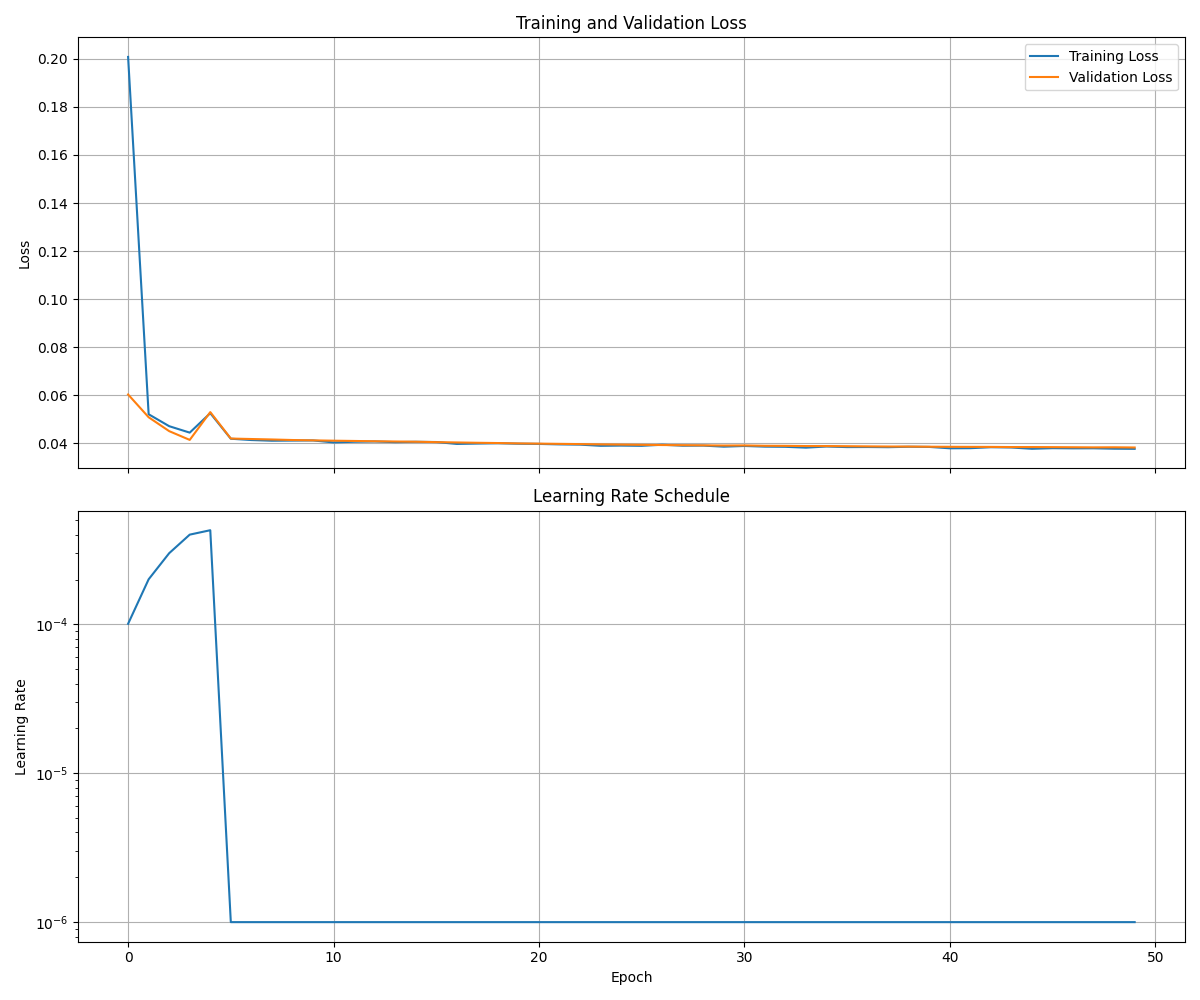 Training and Validation Loss
Training Loss
Validation Loss
0.20
0.18
0.16
0.14
0.12
0.10
0.08
0.06
0.04
Loss
Learning Rate Schedule
10⁻⁴
10⁻⁵
10⁻⁶
Learning Rate
0 10 20 30 40 50
Epoch